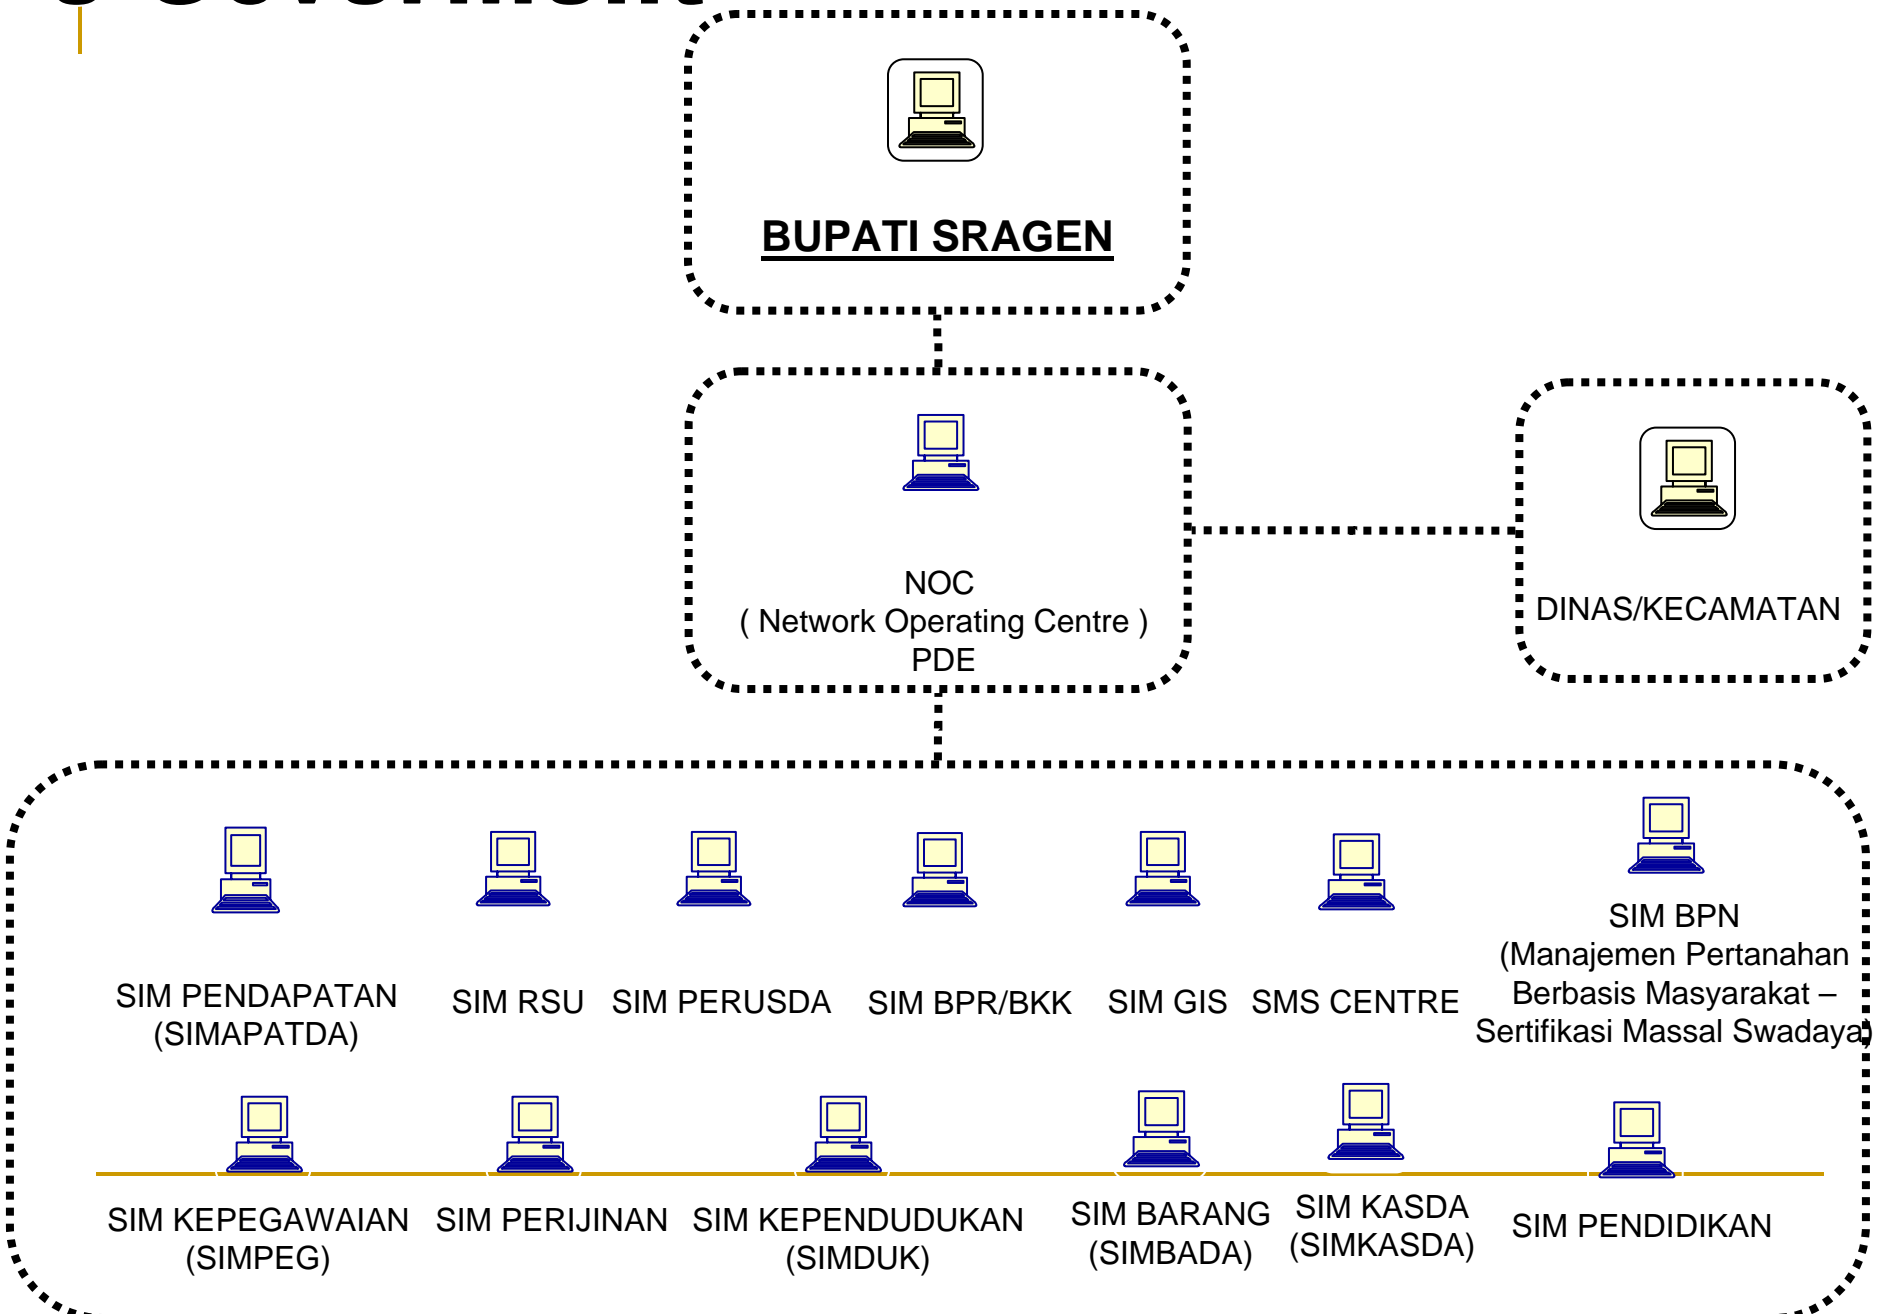 BUPATI SRAGEN
NOC
( Network Operating Centre )
PDE
DINAS/KECAMATAN
SIM PENDAPATAN
(SIMAPATDA)
SIM RSU
SIM PERUSDA
SIM BPR/BKK
SIM GIS
SMS CENTRE
SIM BPN
(Manajemen Pertanahan
Berbasis Masyarakat –
Sertifikasi Massal Swadaya)
SIM KEPEGAWAIAN
(SIMPEG)
SIM PERIJINAN
SIM KEPENDUDUKAN
(SIMDUK)
SIM BARANG
(SIMBADA)
SIM KASDA
(SIMKASDA)
SIM PENDIDIKAN